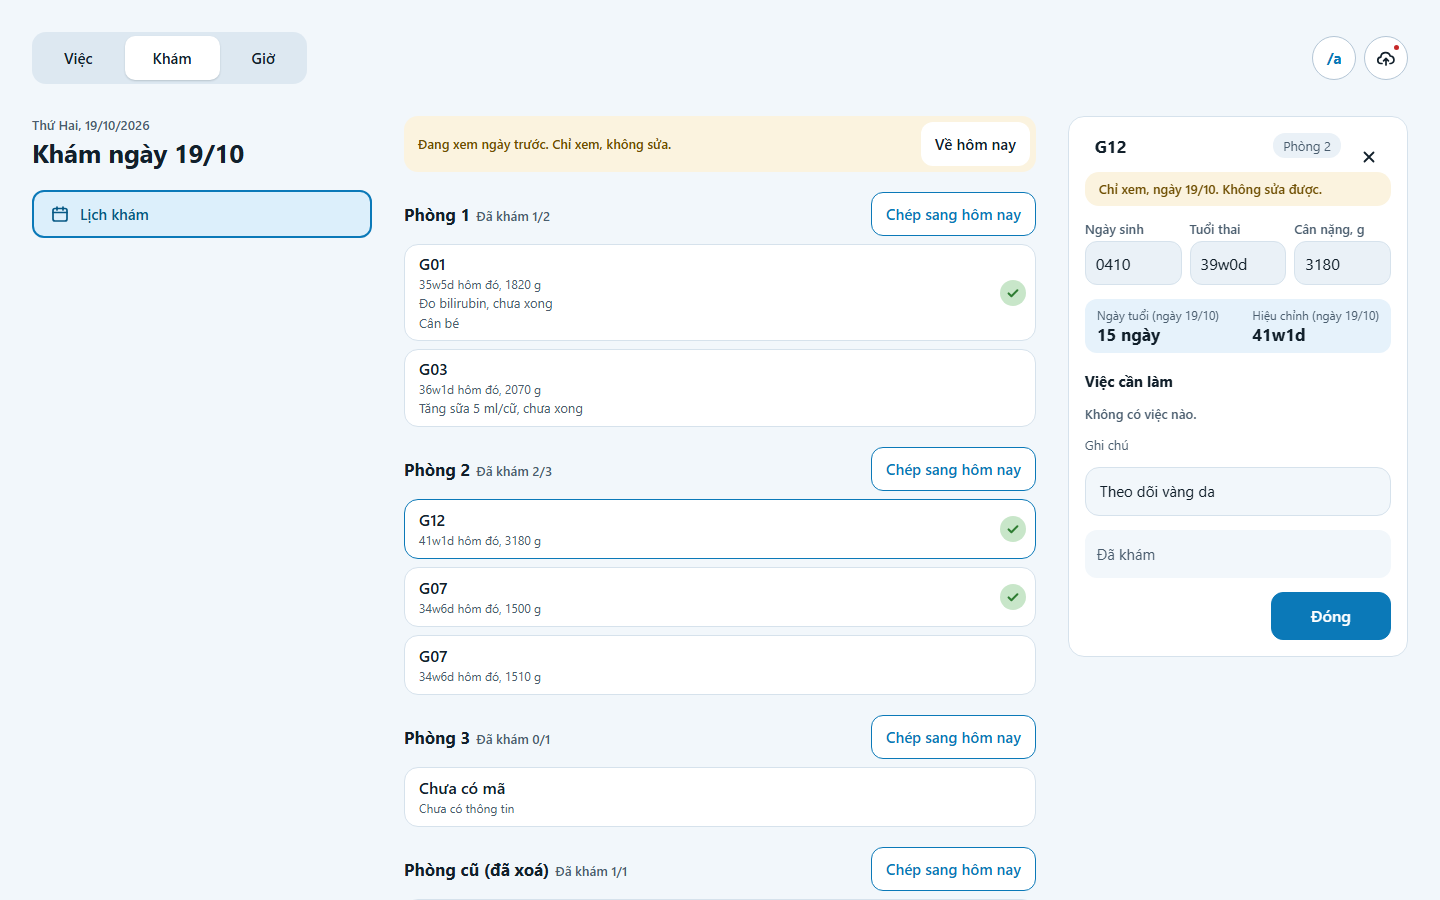 Việc
Khám
Giờ
/a
Thứ Hai, 19/10/2026
Khám ngày 19/10
Lịch khám
Đang xem ngày trước. Chỉ xem, không sửa.
Về hôm nay
Phòng 1 Đã khám 1/2
Chép sang hôm nay
G01
35w5d hôm đó, 1820 g
Đo bilirubin, chưa xong
Cân bé
G03
36w1d hôm đó, 2070 g
Tăng sữa 5 ml/cữ, chưa xong
Phòng 2 Đã khám 2/3
Chép sang hôm nay
G12
41w1d hôm đó, 3180 g
G07
34w6d hôm đó, 1500 g
G07
34w6d hôm đó, 1510 g
Phòng 3 Đã khám 0/1
Chép sang hôm nay
Chưa có mã
Chưa có thông tin
Phòng cũ (đã xoá) Đã khám 1/1
Chép sang hôm nay
G12
Phòng 2
Chỉ xem, ngày 19/10. Không sửa được.
Ngày sinh
Tuổi thai
Cân nặng, g
0410
39w0d
3180
Ngày tuổi (ngày 19/10)
Hiệu chỉnh (ngày 19/10)
15 ngày
41w1d
Việc cần làm
Không có việc nào.
Ghi chú
Theo dõi vàng da
Đã khám
Đóng